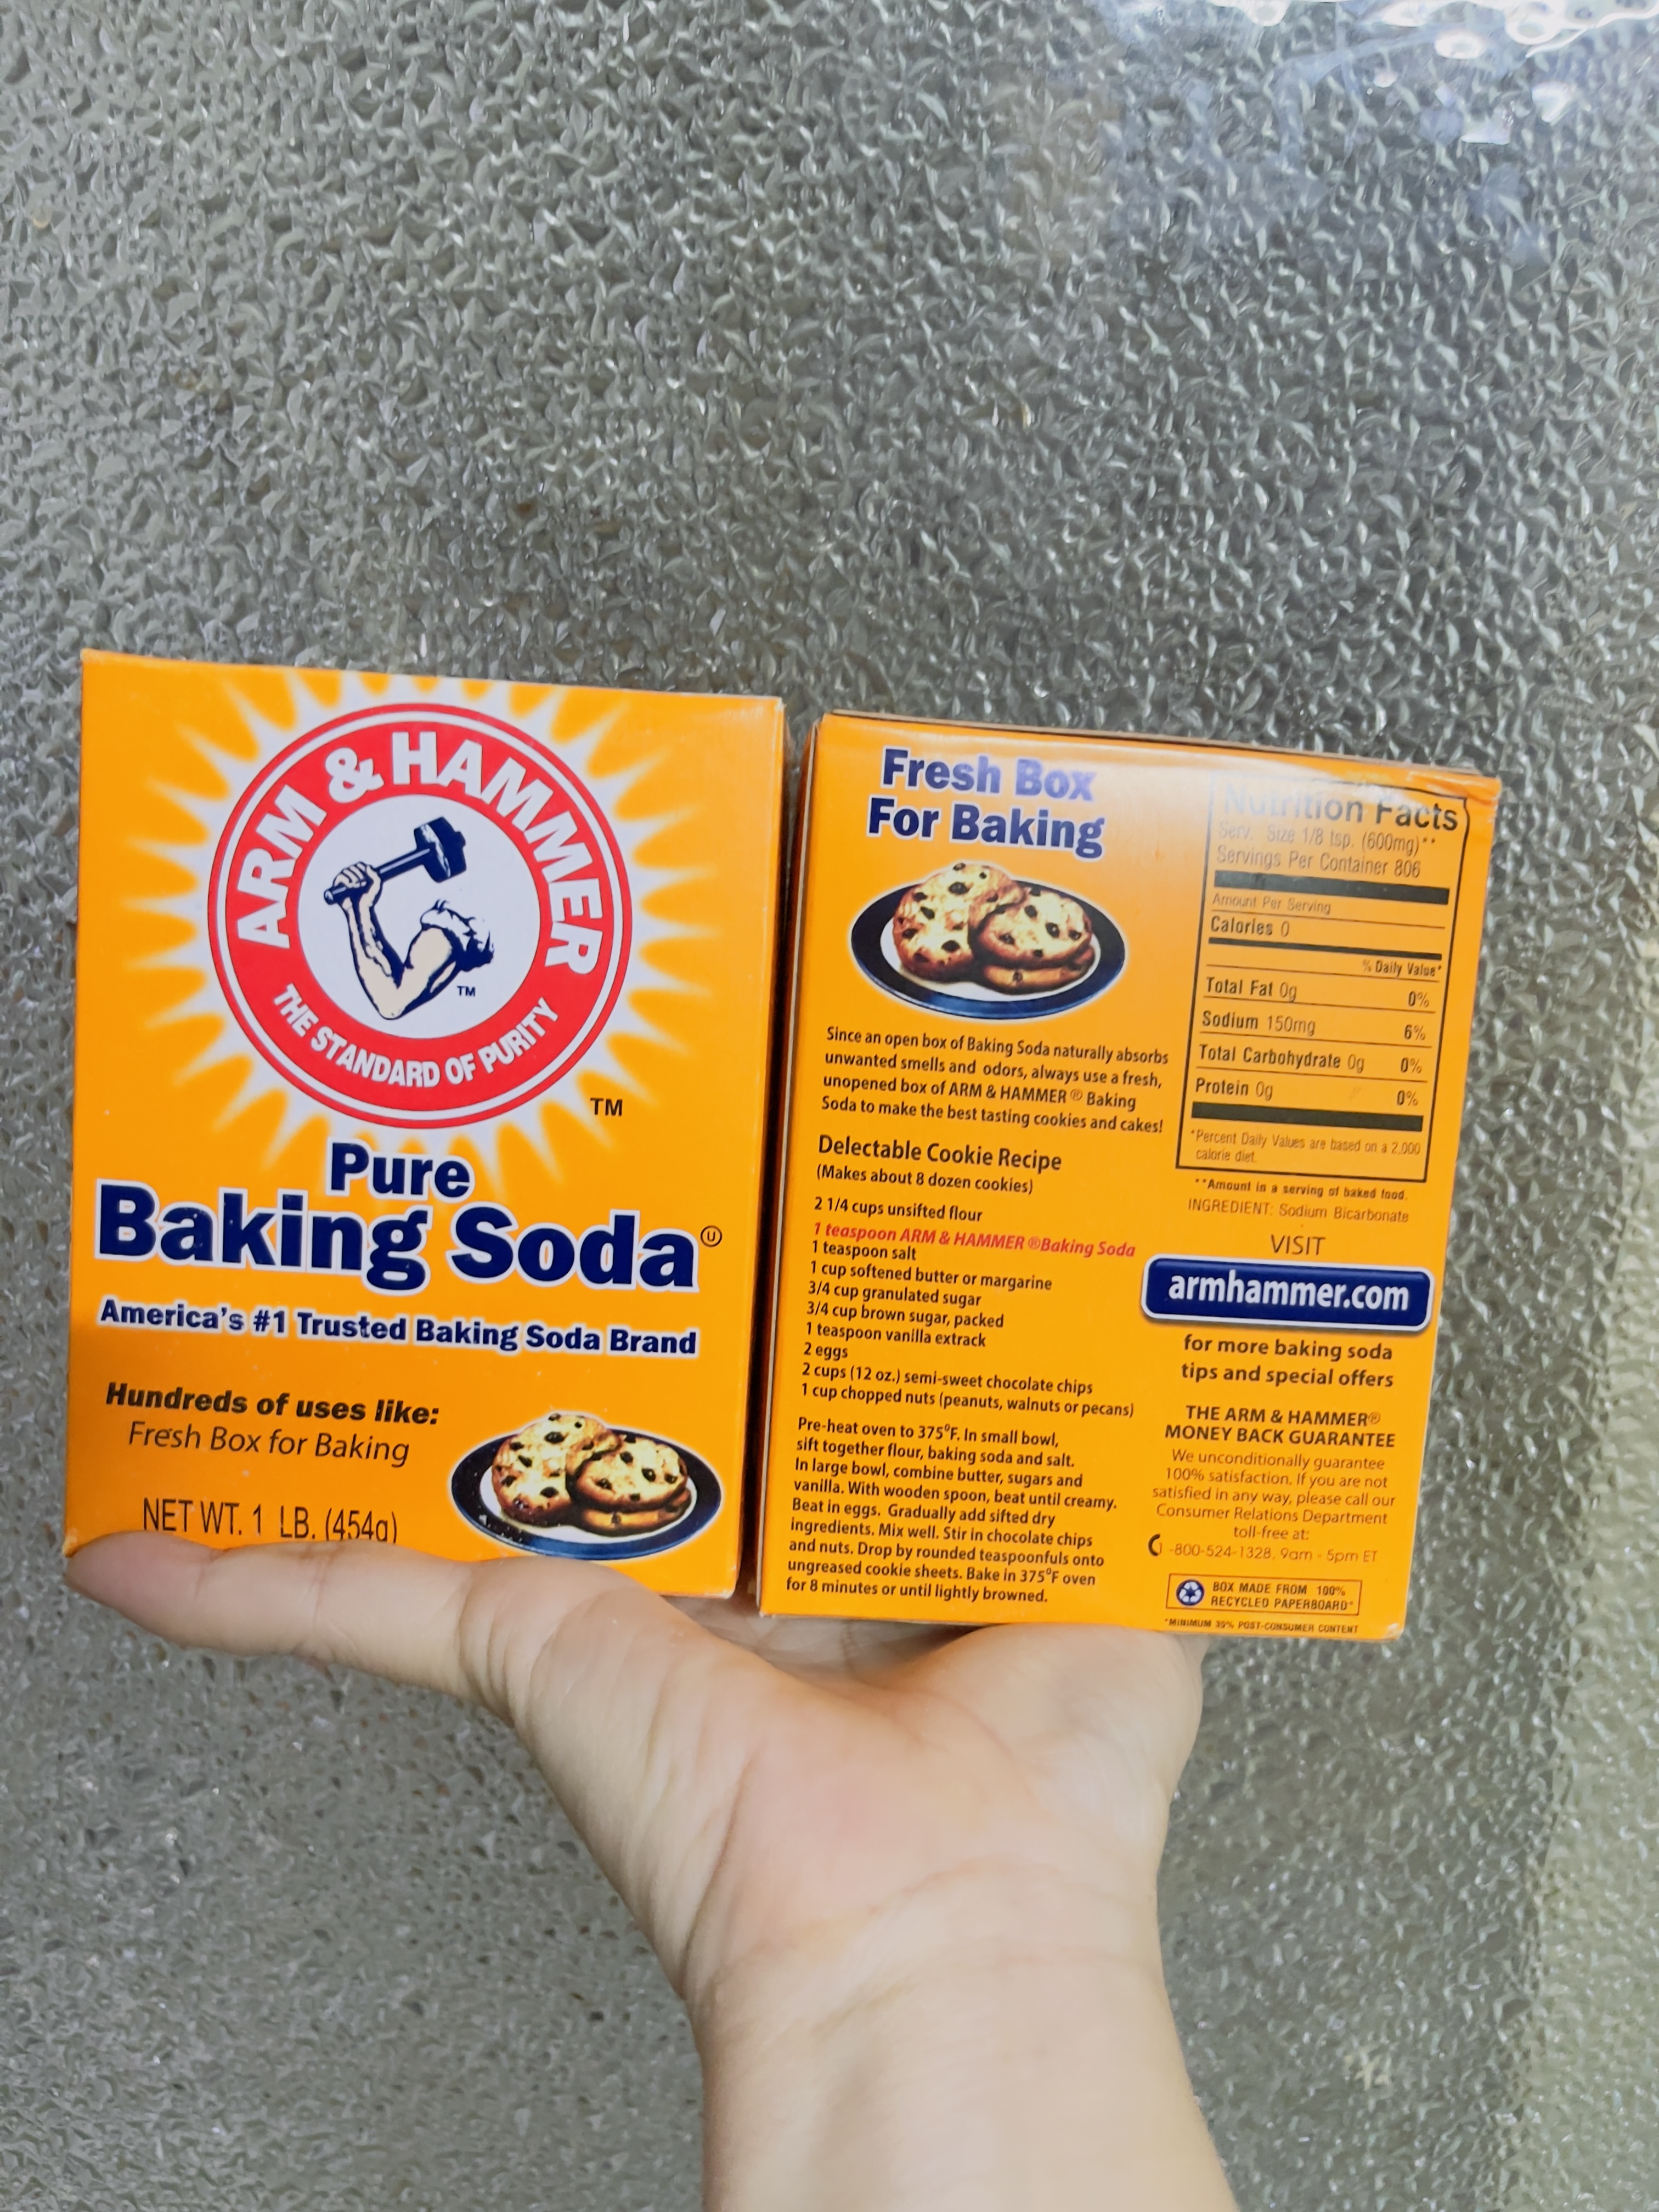 ARM & HAMMER
THE STANDARD OF PURITY
TM
TM
Pure
Baking Soda
U
America's #1 Trusted Baking Soda Brand
Hundreds of uses like:
Fresh Box for Baking
NET WT. 1 LB. (454g)
Fresh Box
For Baking
Since an open box of Baking Soda naturally absorbs
unwanted smells and odors, always use a fresh,
unopened box of ARM & HAMMER ® Baking
Soda to make the best tasting cookies and cakes!
Delectable Cookie Recipe
(Makes about 8 dozen cookies)
2 1/4 cups unsifted flour
1 teaspoon ARM & HAMMER ®Baking Soda
1 teaspoon salt
1 cup softened butter or margarine
3/4 cup granulated sugar
3/4 cup brown sugar, packed
1 teaspoon vanilla extrack
2 eggs
2 cups (12 oz.) semi-sweet chocolate chips
1 cup chopped nuts (peanuts, walnuts or pecans)
Pre-heat oven to 375°F. In small bowl,
sift together flour, baking soda and salt.
In large bowl, combine butter, sugars and
vanilla. With wooden spoon, beat until creamy.
Beat in eggs. Gradually add sifted dry
ingredients. Mix well. Stir in chocolate chips
and nuts. Drop by rounded teaspoonfuls onto
ungreased cookie sheets. Bake in 375°F oven
for 8 minutes or until lightly browned.
Nutrition Facts
Serv. Size 1/8 tsp. (600mg)**
Servings Per Container 806
Amount Per Serving
Calories 0
% Daily Value*
Total Fat 0g 0%
Sodium 150mg 6%
Total Carbohydrate 0g 0%
Protein 0g 0%
*Percent Daily Values are based on a 2,000
calorie diet.
**Amount in a serving of baked food.
INGREDIENT: Sodium Bicarbonate
VISIT
armhammer.com
for more baking soda
tips and special offers
THE ARM & HAMMER®
MONEY BACK GUARANTEE
We unconditionally guarantee
100% satisfaction. If you are not
satisfied in any way, please call our
Consumer Relations Department
toll-free at:
1-800-524-1328, 9am - 5pm ET
BOX MADE FROM 100%
RECYCLED PAPERBOARD*
*MINIMUM 35% POST-CONSUMER CONTENT